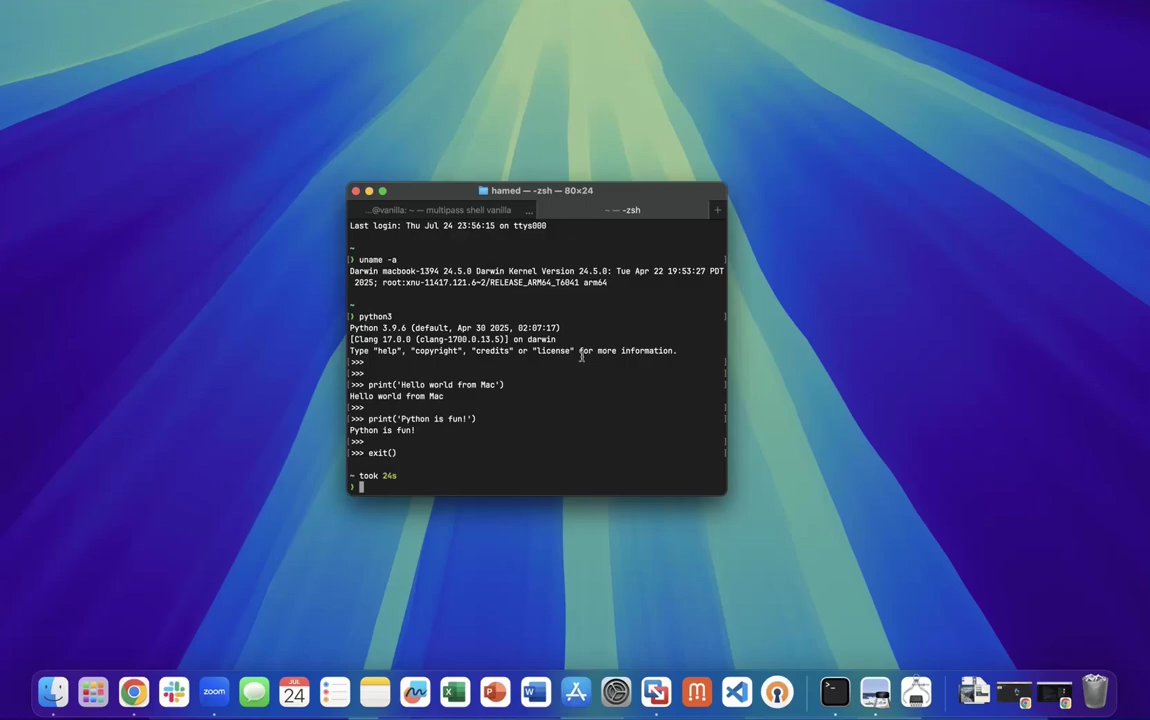 hamed — -zsh — 80×24
...@vanilla: ~ — multipass shell vanilla ...
~ — -zsh +
Last login: Thu Jul 24 23:56:15 on ttys000
~
❯ uname -a
Darwin macbook-1394 24.5.0 Darwin Kernel Version 24.5.0: Tue Apr 22 19:53:27 PDT
2025; root:xnu-11417.121.6~2/RELEASE_ARM64_T6041 arm64
~
❯ python3
Python 3.9.6 (default, Apr 30 2025, 02:07:17)
[Clang 17.0.0 (clang-1700.0.13.5)] on darwin
Type "help", "copyright", "credits" or "license" for more information.
>>>
>>>
>>> print('Hello world from Mac')
Hello world from Mac
>>>
>>> print('Python is fun!')
Python is fun!
>>>
>>> exit()
~ took 24s
❯
zoom
JUL
24
X
P
W
m